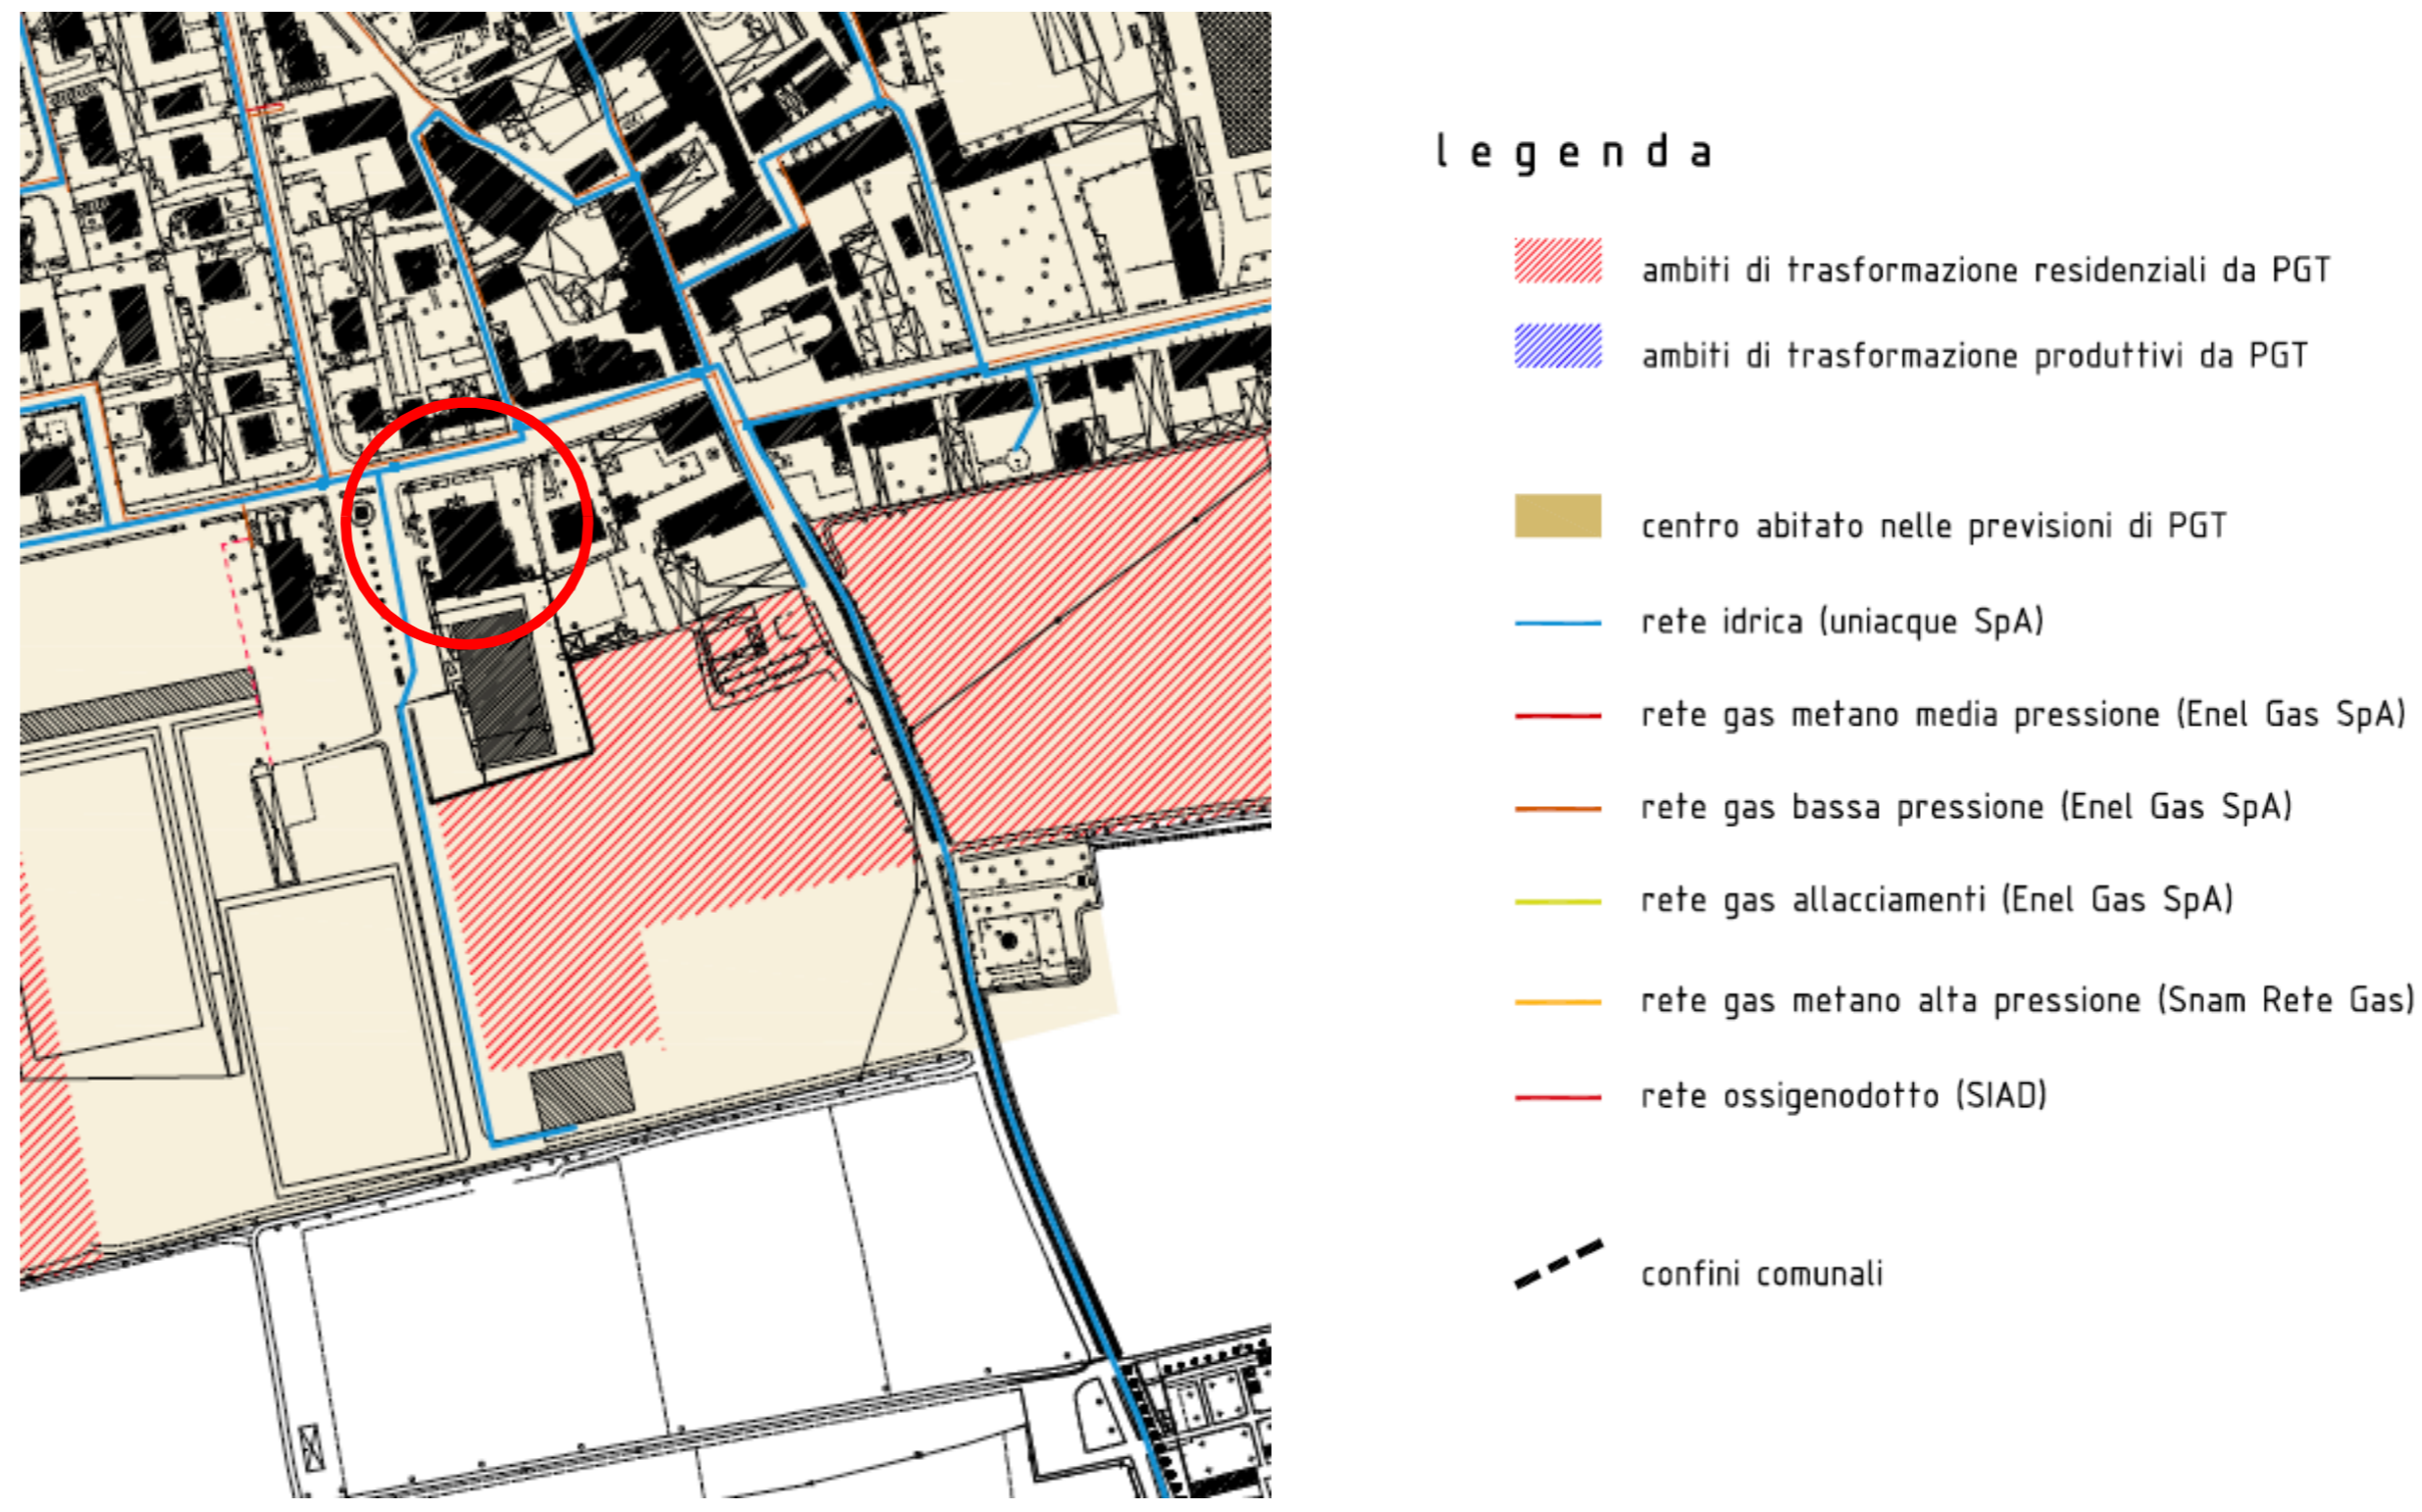 legenda
ambiti di trasformazione residenziali da PGT
ambiti di trasformazione produttivi da PGT
centro abitato nelle previsioni di PGT
rete idrica (uniacque SpA)
rete gas metano media pressione (Enel Gas SpA)
rete gas bassa pressione (Enel Gas SpA)
rete gas allacciamenti (Enel Gas SpA)
rete gas metano alta pressione (Snam Rete Gas)
rete ossigenodotto (SIAD)
confini comunali